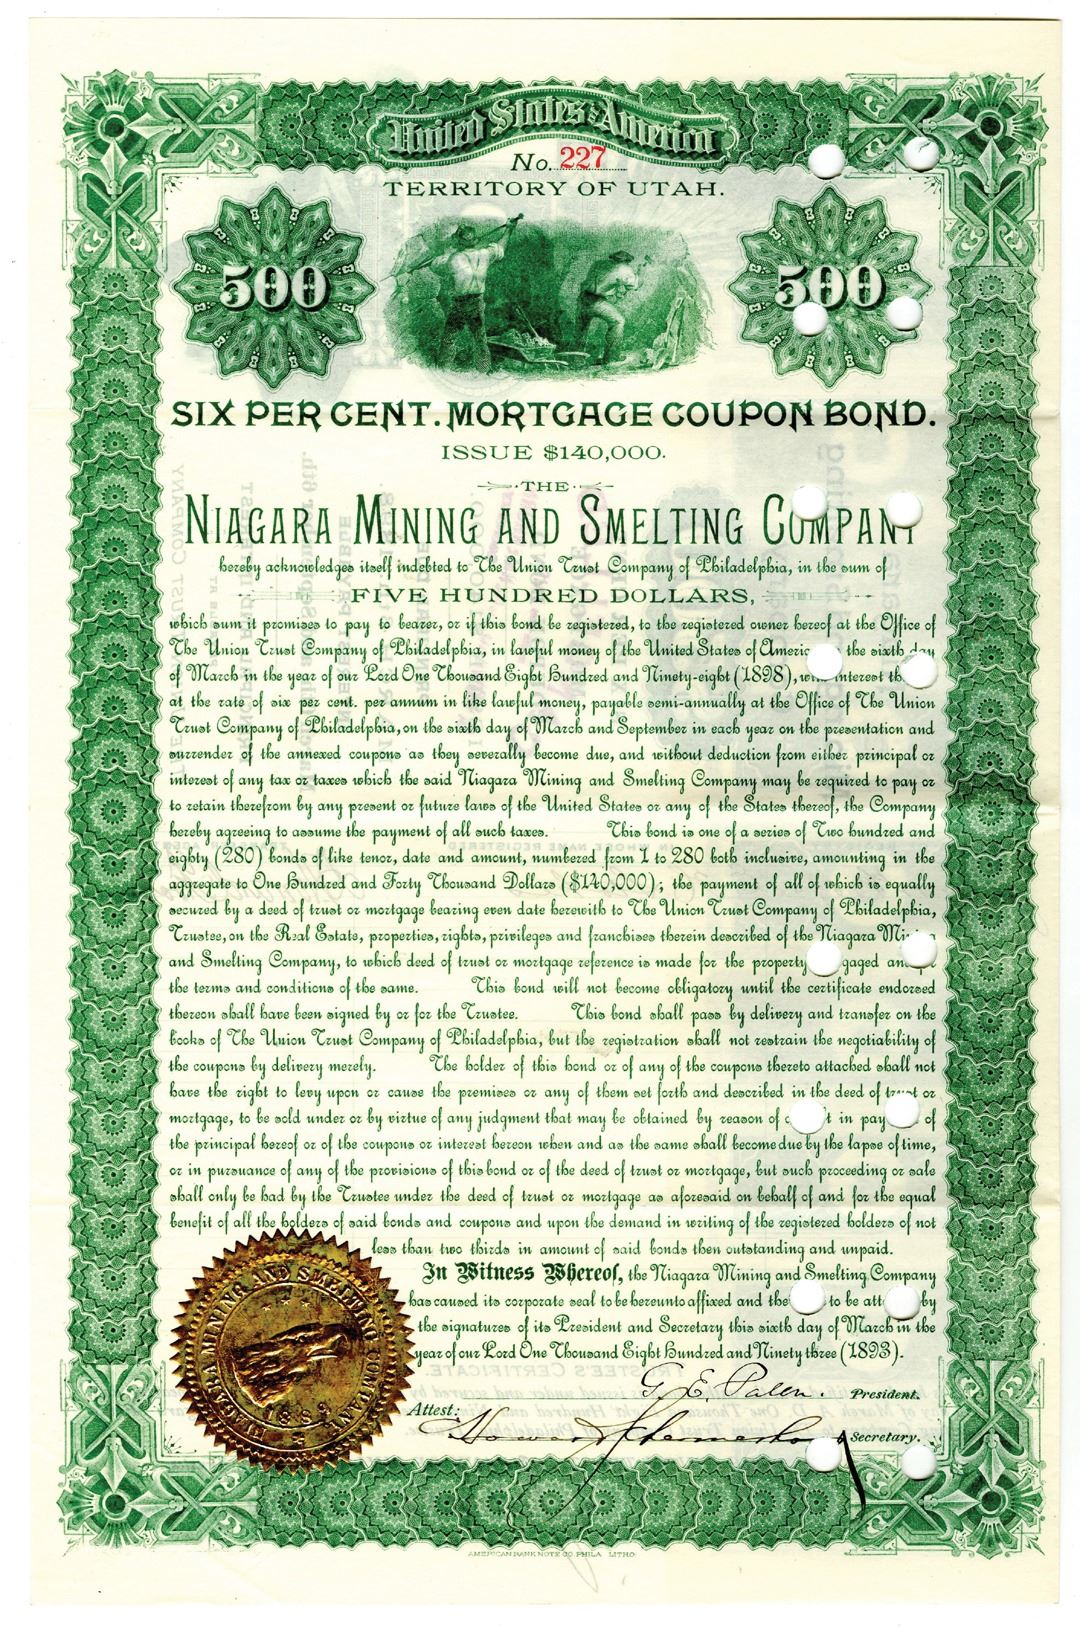 United States of America
No. 227
TERRITORY OF UTAH.
500
500
SIX PER CENT. MORTGAGE COUPON BOND.
ISSUE $140,000.
THE
NIAGARA MINING AND SMELTING COMPANY
hereby acknowledges itself indebted to The Union Trust Company of Philadelphia, in the sum of
FIVE HUNDRED DOLLARS,
which sum it promises to pay to bearer, or if this bond be registered, to the registered owner hereof at the Office of
The Union Trust Company of Philadelphia, in lawful money of the United States of America the sixth day
of March in the year of our Lord One Thousand Eight Hundred and Ninety-eight (1898), with interest th
at the rate of six per cent. per annum in like lawful money, payable semi-annually at the Office of The Union
Trust Company of Philadelphia, on the sixth day of March and September in each year on the presentation and
surrender of the annexed coupons as they severally become due, and without deduction from either principal or
interest of any tax or taxes which the said Niagara Mining and Smelting Company may be required to pay or
to retain therefrom by any present or future laws of the United States or any of the States thereof, the Company
hereby agreeing to assume the payment of all such taxes. This bond is one of a series of Two hundred and
eighty (280) bonds of like tenor, date and amount, numbered from 1 to 280 both inclusive, amounting in the
aggregate to One Hundred and Forty Thousand Dollars ($140,000); the payment of all of which is equally
secured by a deed of trust or mortgage bearing even date herewith to The Union Trust Company of Philadelphia,
Trustee, on the Real Estate, properties, rights, privileges and franchises therein described of the Niagara Mi
and Smelting Company, to which deed of trust or mortgage reference is made for the property gaged and
the terms and conditions of the same. This bond will not become obligatory until the certificate endorsed
thereon shall have been signed by or for the Trustee. This bond shall pass by delivery and transfer on the
books of The Union Trust Company of Philadelphia, but the registration shall not restrain the negotiability of
the coupons by delivery merely. The holder of this bond or of any of the coupons thereto attached shall not
have the right to levy upon or cause the premises or any of them set forth and described in the deed of trust or
mortgage, to be sold under or by virtue of any judgment that may be obtained by reason of in pay of
the principal hereof or of the coupons or interest hereon when and as the same shall become due by the lapse of time,
or in pursuance of any of the provisions of this bond or of the deed of trust or mortgage, but such proceeding or sale
shall only be had by the Trustee under the deed of trust or mortgage as aforesaid on behalf of and for the equal
benefit of all the holders of said bonds and coupons and upon the demand in writing of the registered holders of not
less than two thirds in amount of said bonds then outstanding and unpaid.
In Witness Whereof, the Niagara Mining and Smelting Company
has caused its corporate seal to be hereunto affixed and the to be att by
the signatures of its President and Secretary this sixth day of March in the
year of our Lord One Thousand Eight Hundred and Ninety three (1893).
G. E. Palen. President.
Attest:
Howard Secretary.
NIAGARA MINING AND SMELTING COMPANY
AMERICAN BANK NOTE CO. PHILA. LITHO.